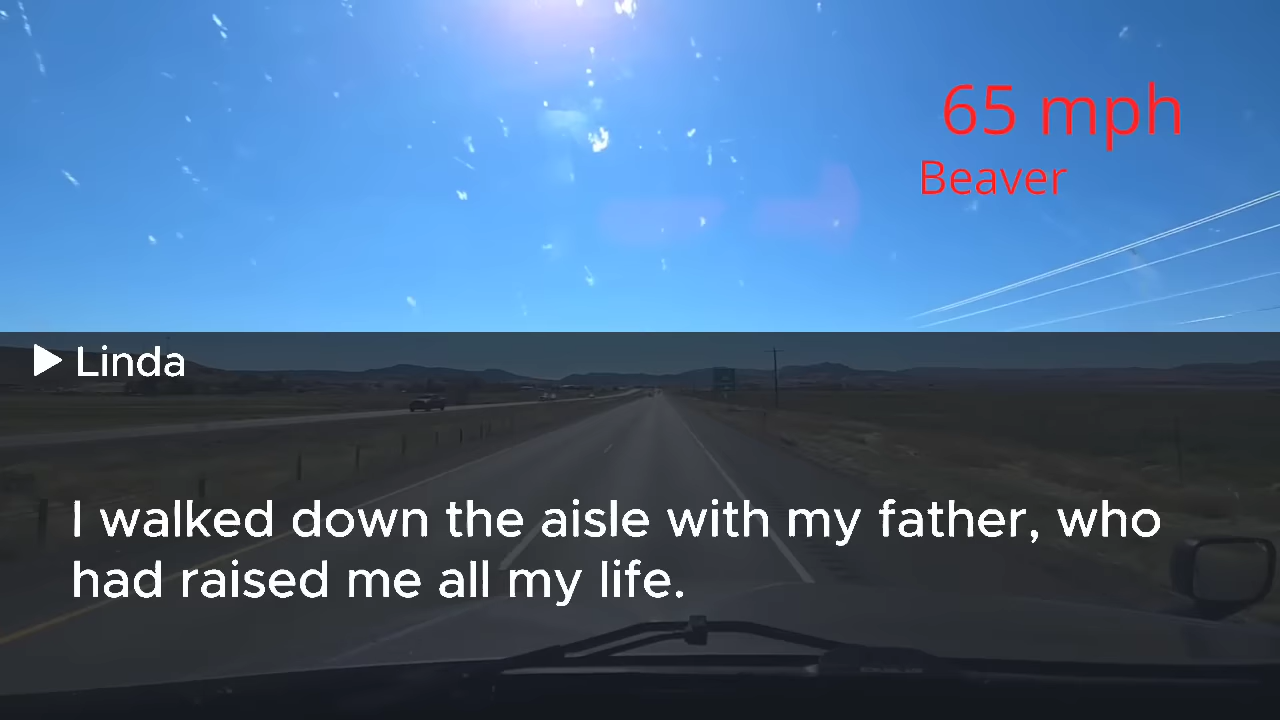 65 mph
Beaver
Linda
I walked down the aisle with my father, who
had raised me all my life.